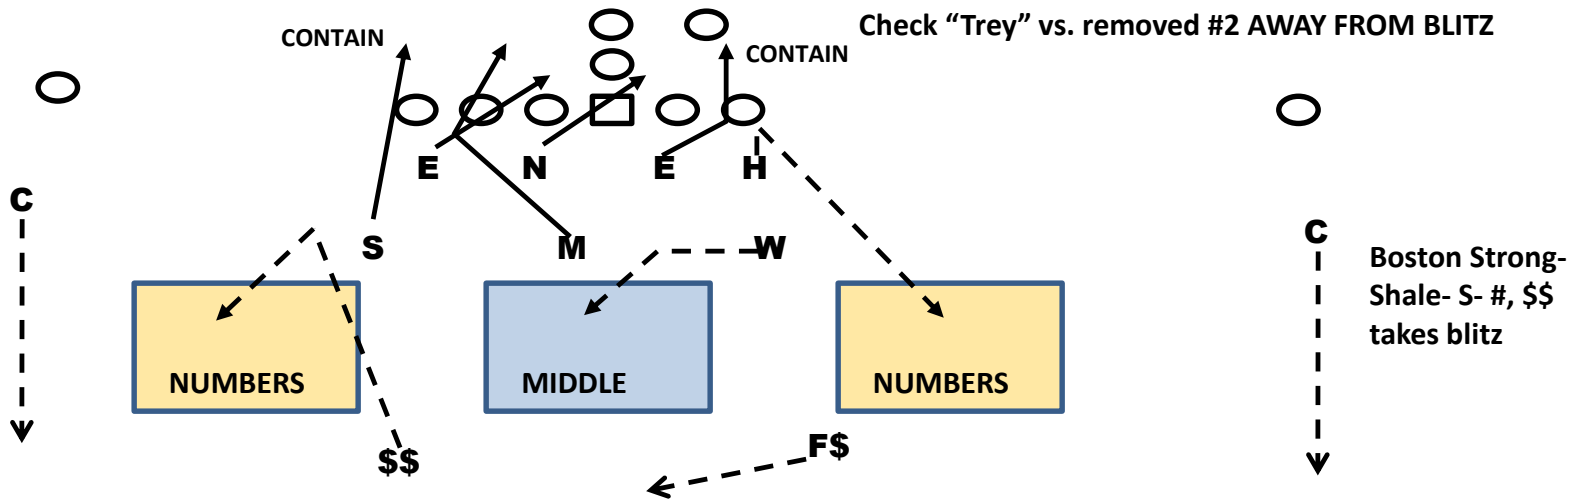 Check “Trey” vs. removed #2 AWAY FROM BLITZ
CONTAIN
CONTAIN
E N E H
C
S M W
C
Boston Strong-
Shale- S- #, $$
takes blitz
NUMBERS
MIDDLE
NUMBERS
$$
F$